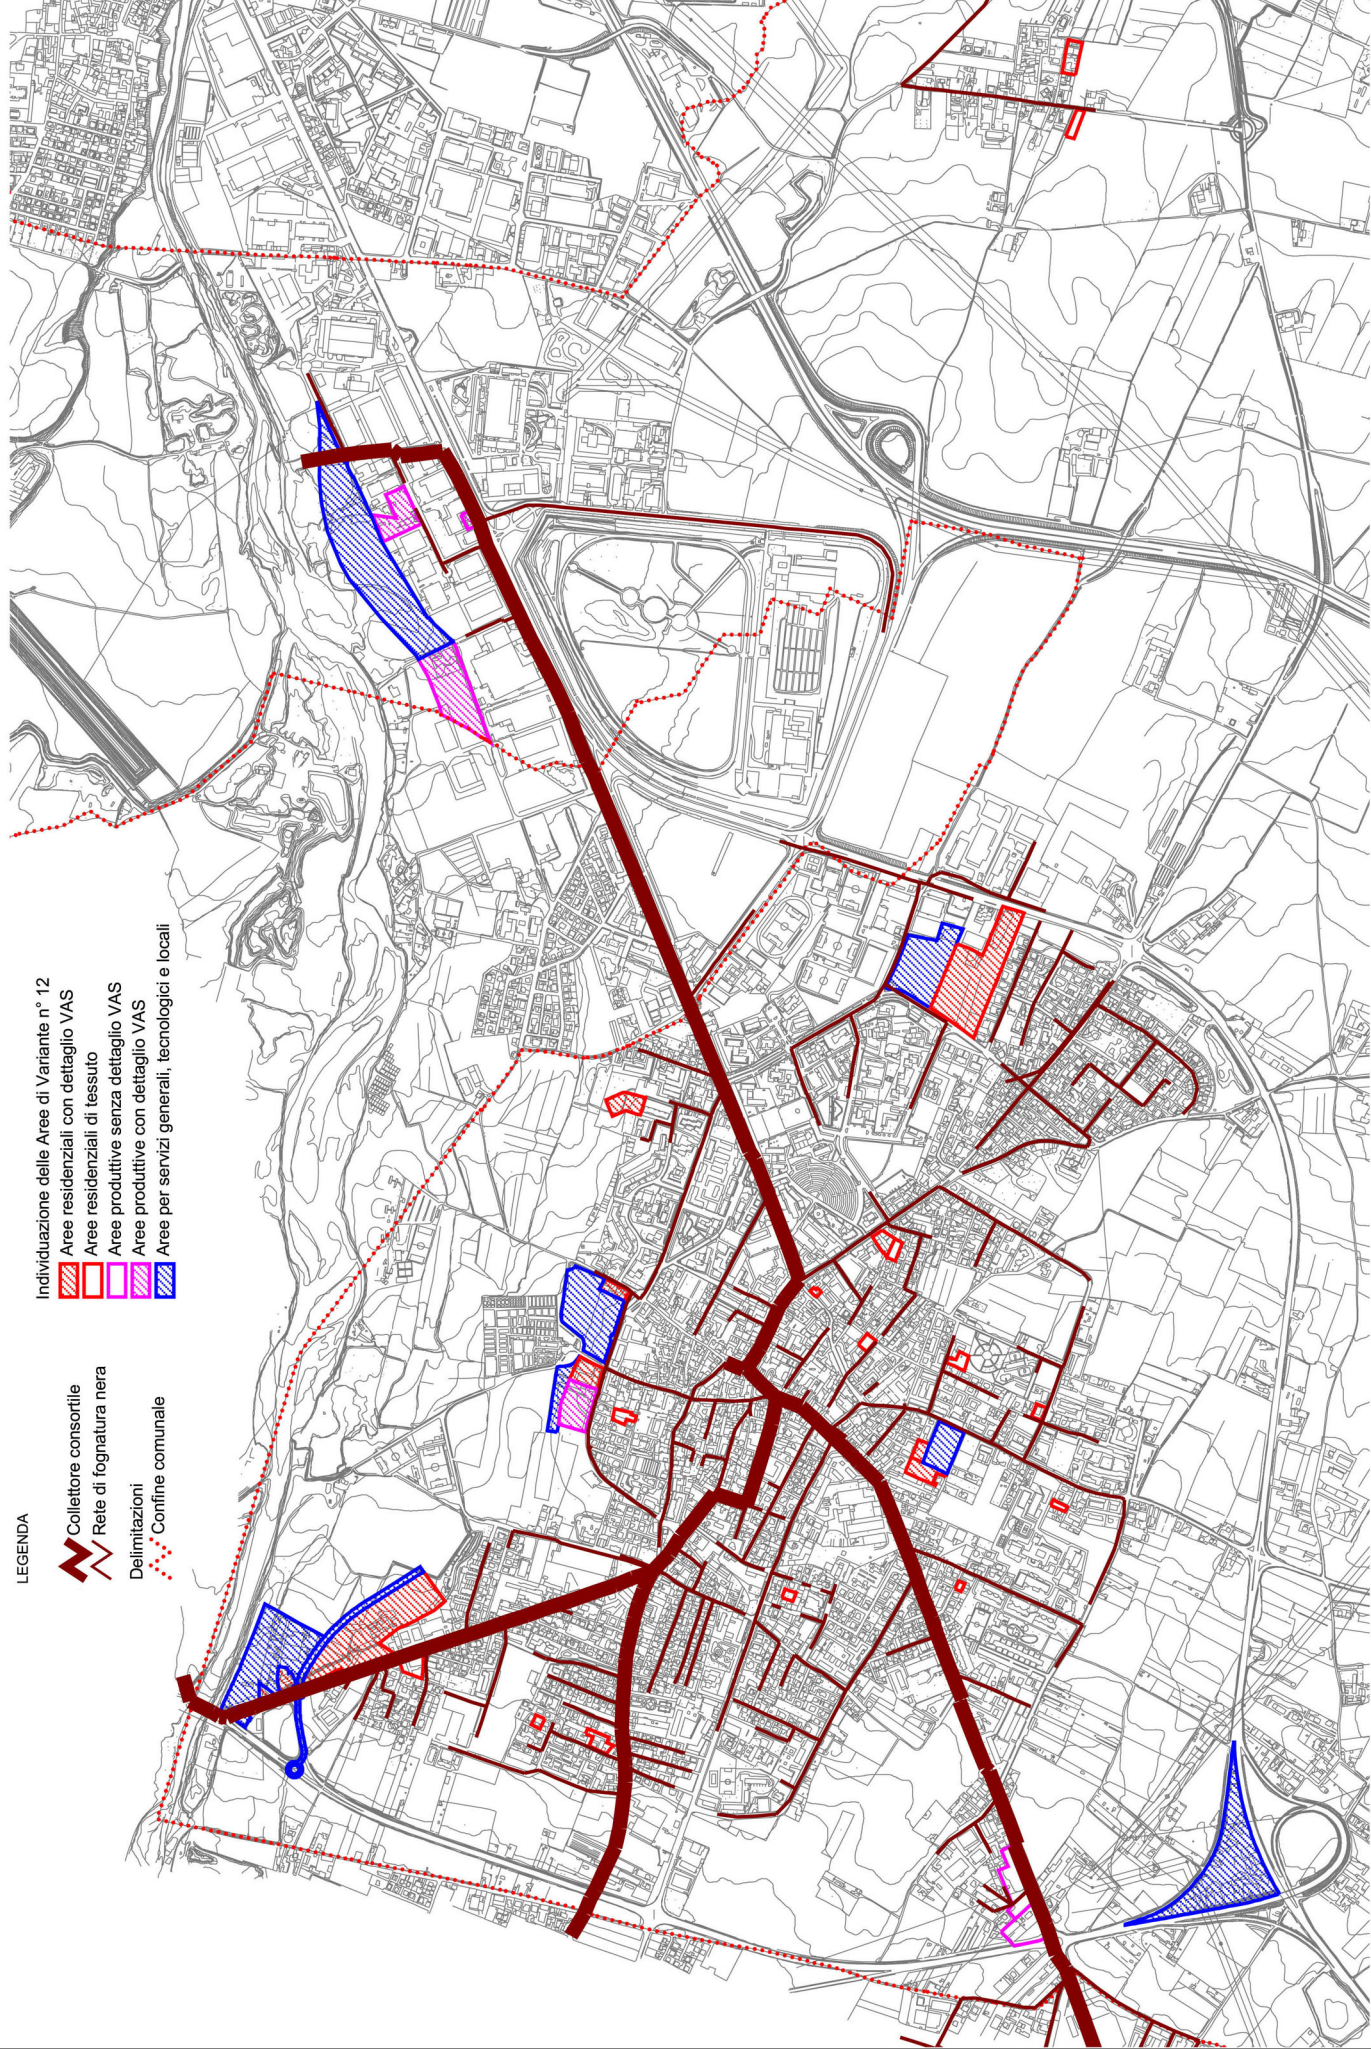 LEGENDA
Collettore consortile
Rete di fognatura nera
Delimitazioni
Confine comunale
Individuazione delle Aree di Variante n° 12
Aree residenziali con dettaglio VAS
Aree residenziali di tessuto
Aree produttive senza dettaglio VAS
Aree produttive con dettaglio VAS
Aree per servizi generali, tecnologici e locali